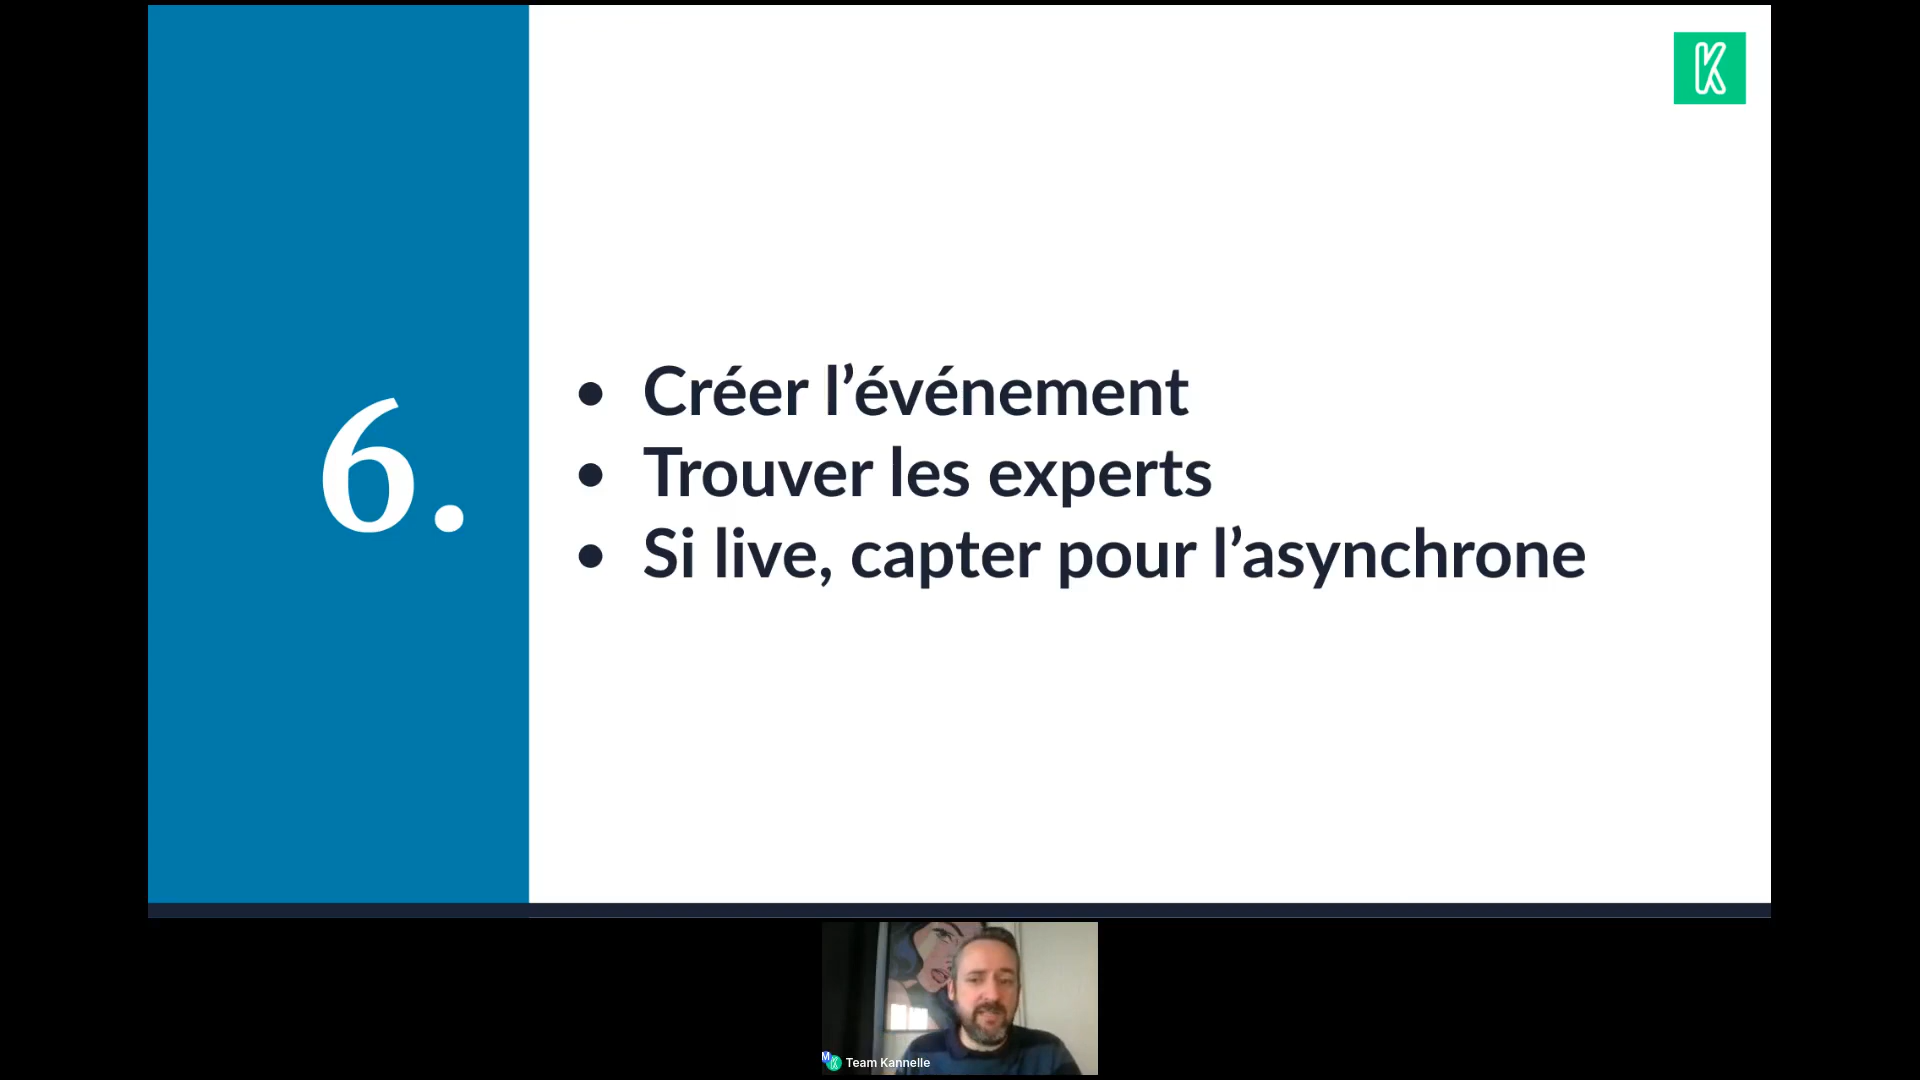 K
6.
• Créer l’événement
• Trouver les experts
• Si live, capter pour l’asynchrone
M K Team Kannelle